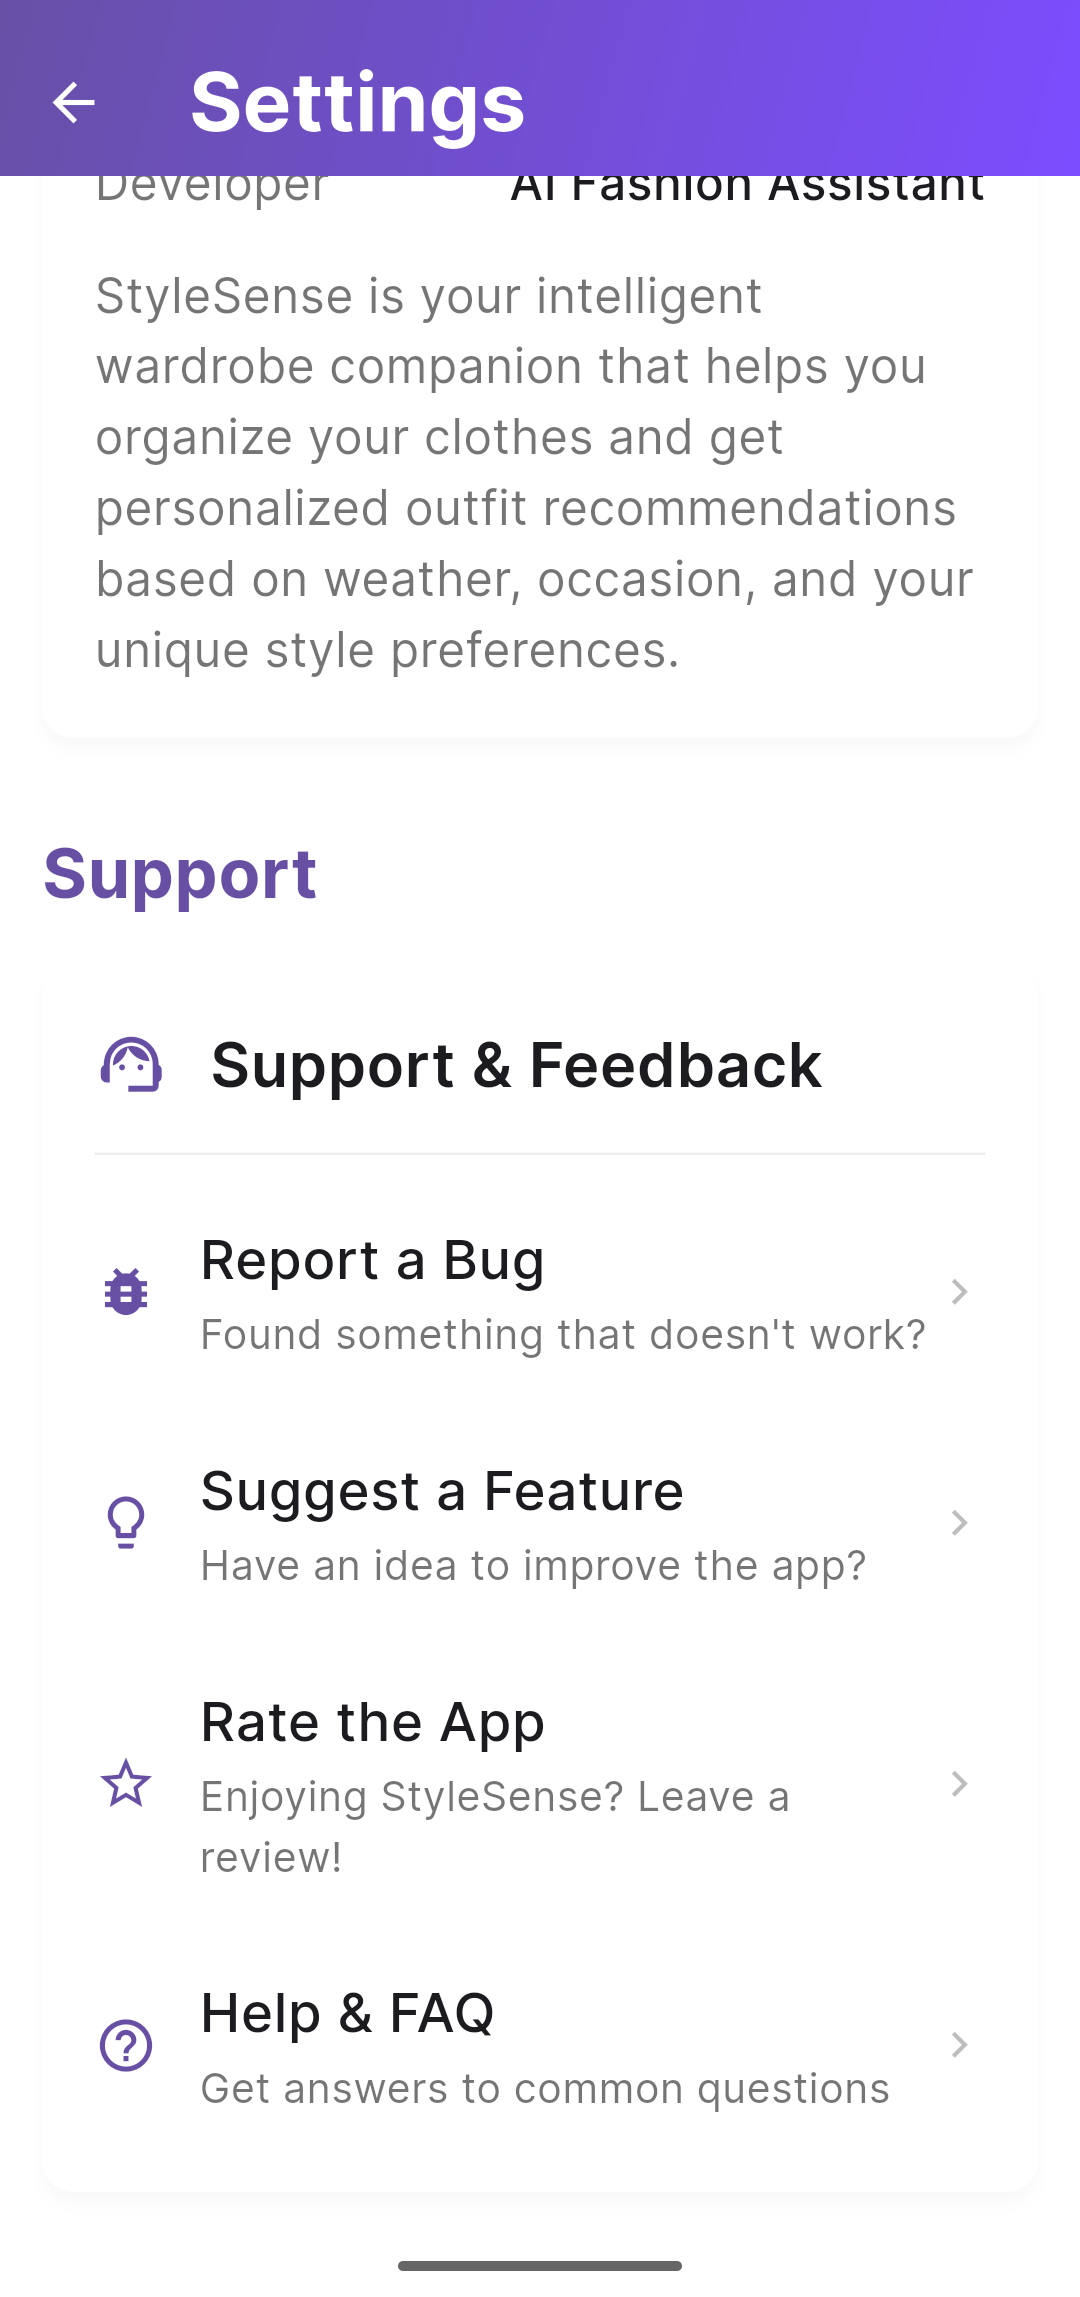 Settings
Developer AI Fashion Assistant
StyleSense is your intelligent
wardrobe companion that helps you
organize your clothes and get
personalized outfit recommendations
based on weather, occasion, and your
unique style preferences.
Support
Support & Feedback
Report a Bug
Found something that doesn't work?
Suggest a Feature
Have an idea to improve the app?
Rate the App
Enjoying StyleSense? Leave a
review!
Help & FAQ
Get answers to common questions